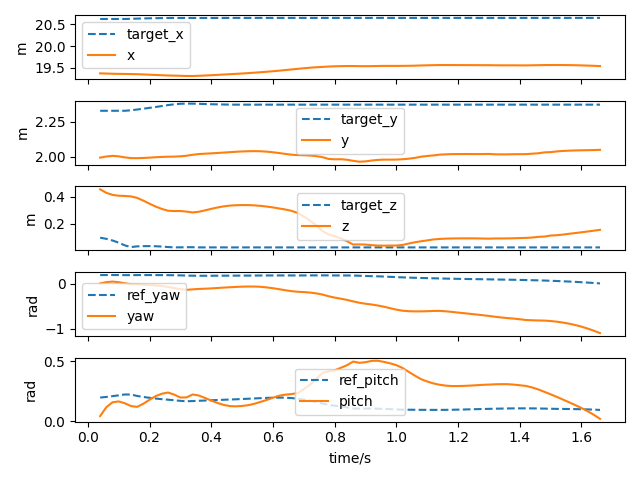 20.5
20.0
19.5
m
target_x
x
2.25
2.00
m
target_y
y
0.4
0.2
m
target_z
z
0
−1
rad
ref_yaw
yaw
0.5
0.0
rad
ref_pitch
pitch
0.0 0.2 0.4 0.6 0.8 1.0 1.2 1.4 1.6
time/s